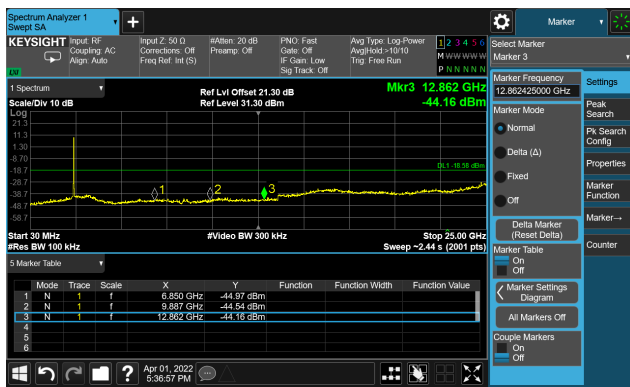 Spectrum Analyzer 1
Swept SA
Marker
KEYSIGHT Input: RF
Coupling: AC
Align: Auto
Input Z: 50 Ω
Corrections: Off
Freq Ref: Int (S)
#Atten: 20 dB
Preamp: Off
PNO: Fast
Gate: Off
IF Gain: Low
Sig Track: Off
Avg Type: Log-Power
Avg|Hold:>10/10
Trig: Free Run
1 2 3 4 5 6
M W W W W W
P N N N N N
LXI
Select Marker
Marker 3
1 Spectrum
Scale/Div 10 dB
Ref Lvl Offset 21.30 dB
Ref Level 31.30 dBm
Mkr3 12.862 GHz
-44.16 dBm
Log
21.3
11.3
1.30
-8.70
-18.7
-28.7
-38.7
-48.7
-58.7
DL1 -18.58 dBm
1
2
3
Start 30 MHz
#Res BW 100 kHz
#Video BW 300 kHz
Stop 25.00 GHz
Sweep ~2.44 s (2001 pts)
5 Marker Table
Mode Trace Scale X Y Function Function Width Function Value
1 N 1 f 6.850 GHz -44.97 dBm
2 N 1 f 9.887 GHz -44.54 dBm
3 N 1 f 12.862 GHz -44.16 dBm
4
5
6
Marker Frequency
12.862425000 GHz
Marker Mode
Normal
Delta (Δ)
Fixed
Off
Delta Marker
(Reset Delta)
Marker Table
On
Off
Marker Settings
Diagram
All Markers Off
Couple Markers
On
Off
Settings
Peak
Search
Pk Search
Config
Properties
Marker
Function
Marker→
Counter
?
Apr 01, 2022
5:36:57 PM